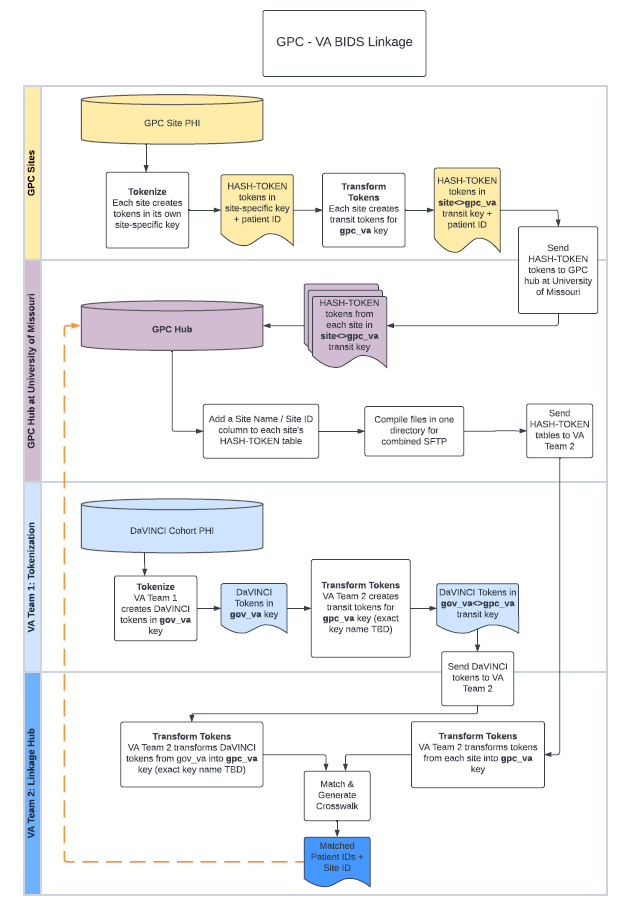 GPC - VA BIDS Linkage
GPC Sites
GPC Site PHI
Tokenize
Each site creates
tokens in its own
site-specific key
HASH-TOKEN
tokens in
site-specific key
+ patient ID
Transform
Tokens
Each site creates
transit tokens for
gpc_va key
HASH-TOKEN
tokens in
site<>gpc_va
transit key +
patient ID
Send
HASH-TOKEN
tokens to GPC
hub at University
of Missouri
GPC Hub at University of Missouri
GPC Hub
HASH-TOKEN
tokens from
each site in
site<>gpc_va
transit key
Add a Site Name / Site ID
column to each site's
HASH-TOKEN table
Compile files in one
directory for
combined SFTP
Send
HASH-TOKEN
tables to VA
Team 2
VA Team 1: Tokenization
DaVINCI Cohort PHI
Tokenize
VA Team 1
creates DaVINCI
tokens in gov_va
key
DaVINCI
Tokens in
gov_va key
Transform Tokens
VA Team 2 creates
transit tokens for
gpc_va key (exact
key name TBD)
DaVINCI Tokens in
gov_va<>gpc_va
transit key
Send DaVINCI
tokens to VA
Team 2
VA Team 2: Linkage Hub
Transform Tokens
VA Team 2 transforms DaVINCI
tokens from gov_va into gpc_va
key (exact key name TBD)
Transform Tokens
VA Team 2 transforms tokens
from each site into gpc_va
key
Match &
Generate
Crosswalk
Matched
Patient IDs +
Site ID